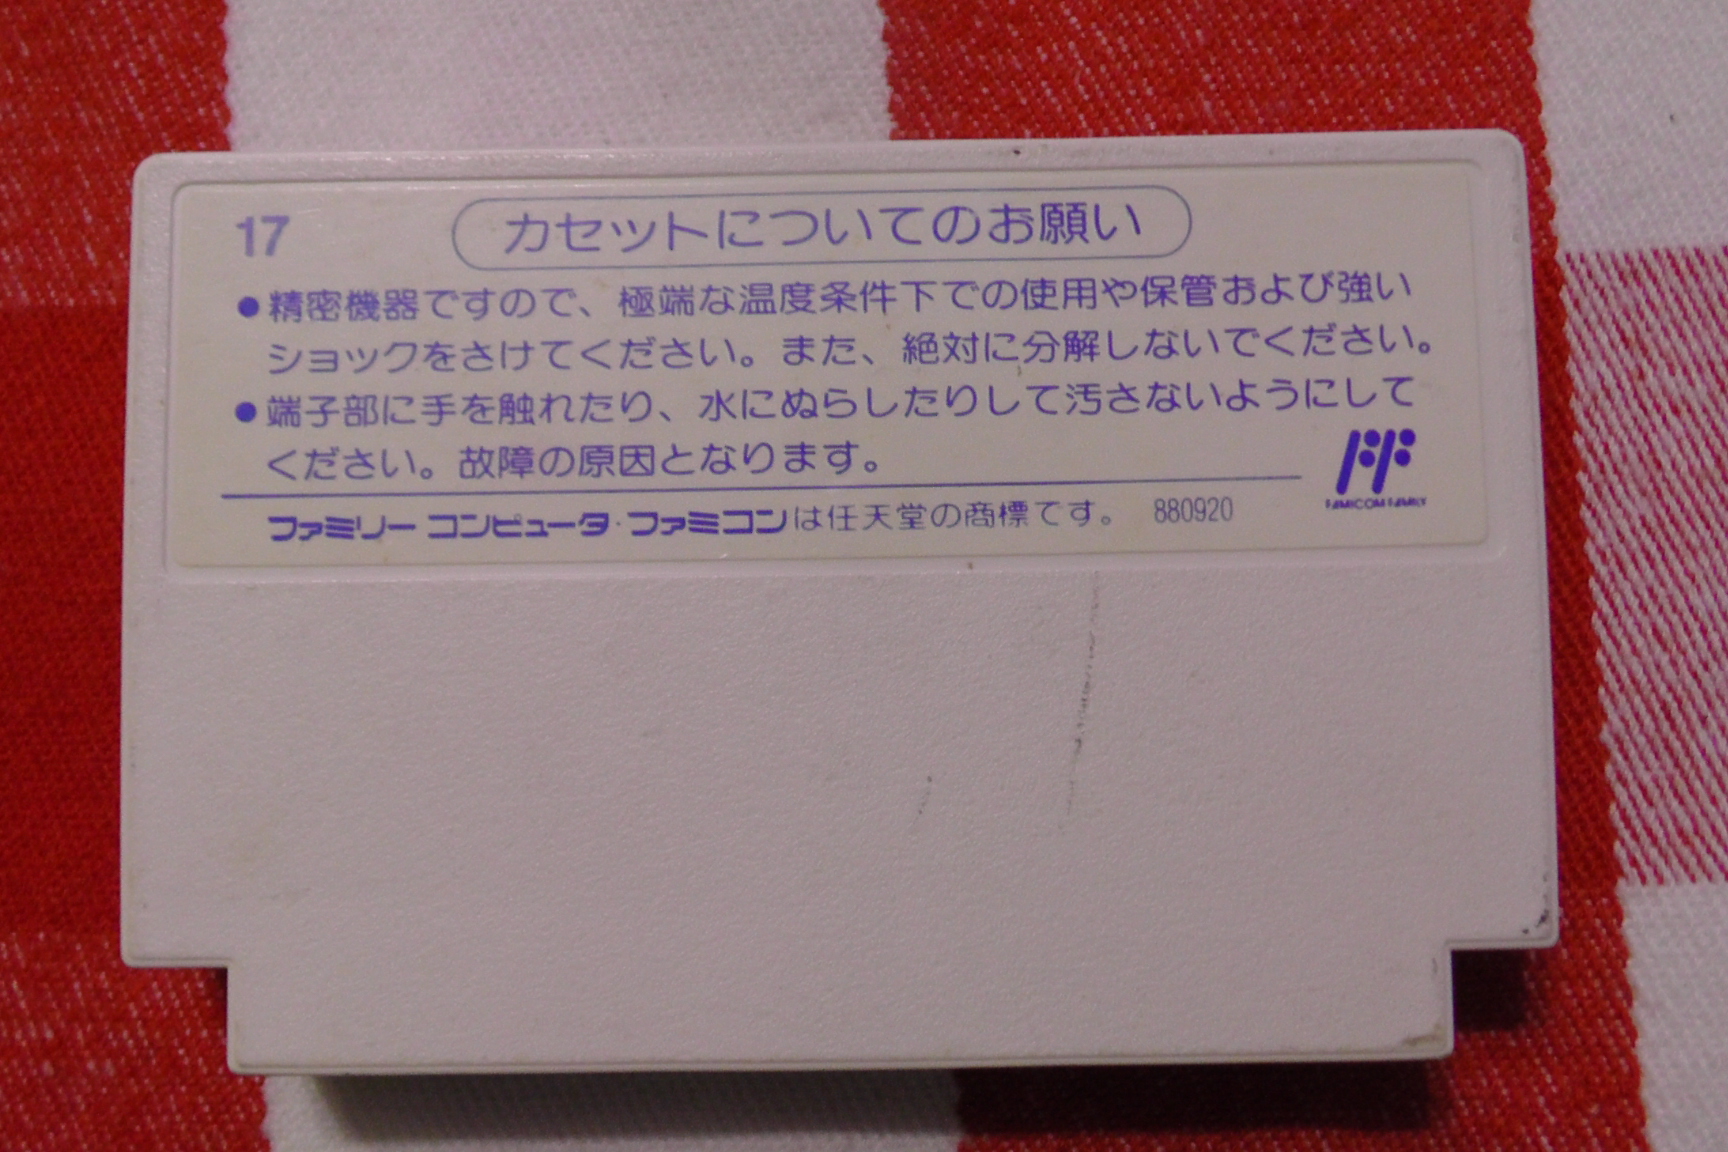 17
カセットについてのお願い
●精密機器ですので、極端な温度条件下での使用や保管および強い
ショックをさけてください。また、絶対に分解しないでください。
●端子部に手を触れたり、水にぬらしたりして汚さないようにして
ください。故障の原因となります。
FAMICOM FAMILY
ファミリー コンピュータ・ファミコンは任天堂の商標です。 880920